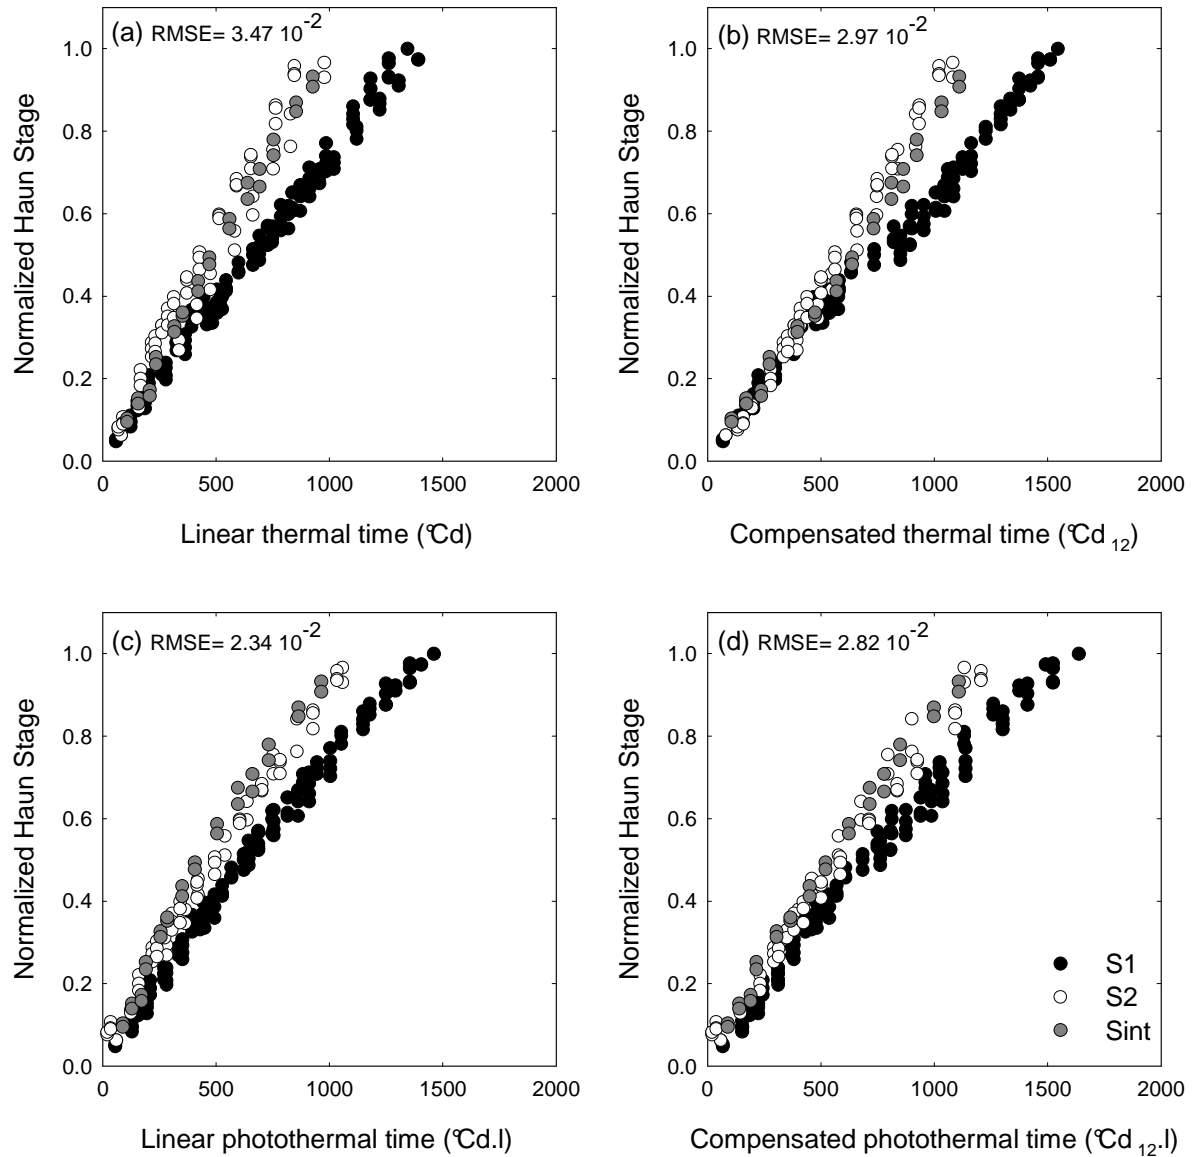 (a) RMSE= 3.47 10-2
1.0
0.8
0.6
0.4
0.2
0.0
Normalized Haun Stage
0 500 1000 1500 2000
Linear thermal time (°Cd)
(b) RMSE= 2.97 10-2
1.0
0.8
0.6
0.4
0.2
0.0
Normalized Haun Stage
0 500 1000 1500 2000
Compensated thermal time (°Cd 12)
(c) RMSE= 2.34 10-2
1.0
0.8
0.6
0.4
0.2
0.0
Normalized Haun Stage
0 500 1000 1500 2000
Linear photothermal time (°Cd.l)
(d) RMSE= 2.82 10-2
1.0
0.8
0.6
0.4
0.2
0.0
Normalized Haun Stage
S1
S2
Sint
0 500 1000 1500 2000
Compensated photothermal time (°Cd 12.l)